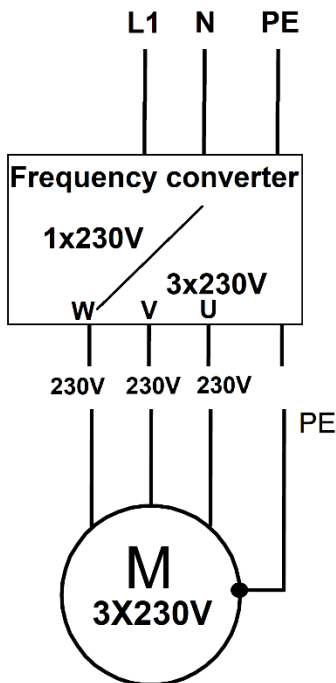 L1 N PE
Frequency converter
1x230V
3x230V
W V U
230V 230V 230V
PE
M
3X230V